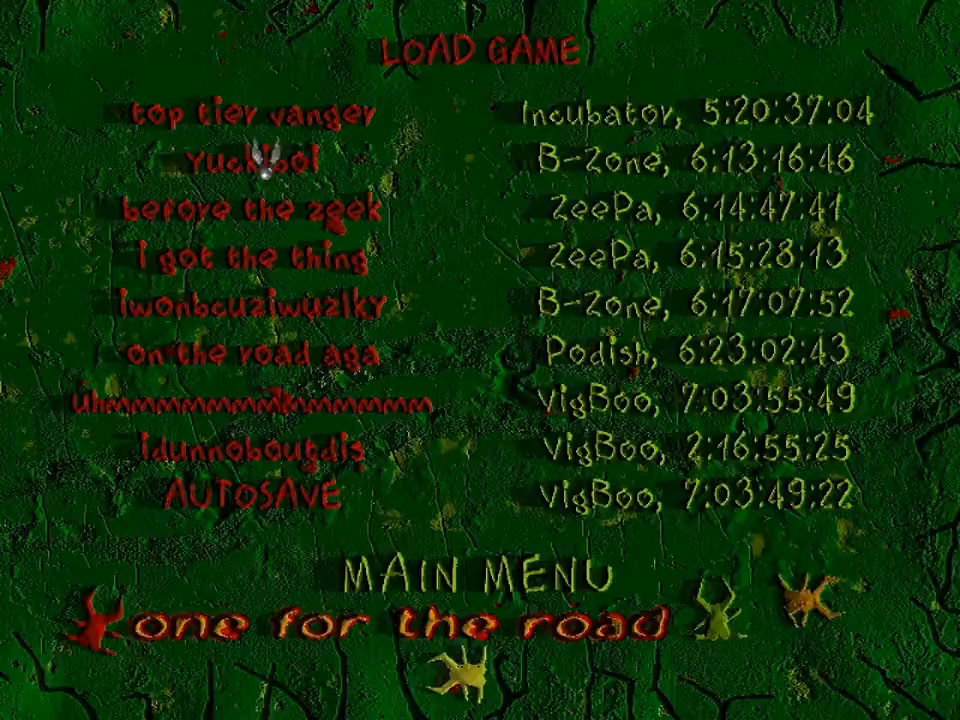 LOAD GAME
top tier vanger Incubator, 5:20:37:04
B-Zone, 6:13:16:46
before the zeek ZeePa, 6:14:47:41
i got the thing ZeePa, 6:15:28:13
iwonbcuziwuzlky B-Zone, 6:17:07:52
on the road aga Podish, 6:23:02:43
VigBoo, 7:03:55:49
idunnoboutdis VigBoo, 2:16:55:25
AUTOSAVE VigBoo, 7:03:49:22
MAIN MENU
one for the road